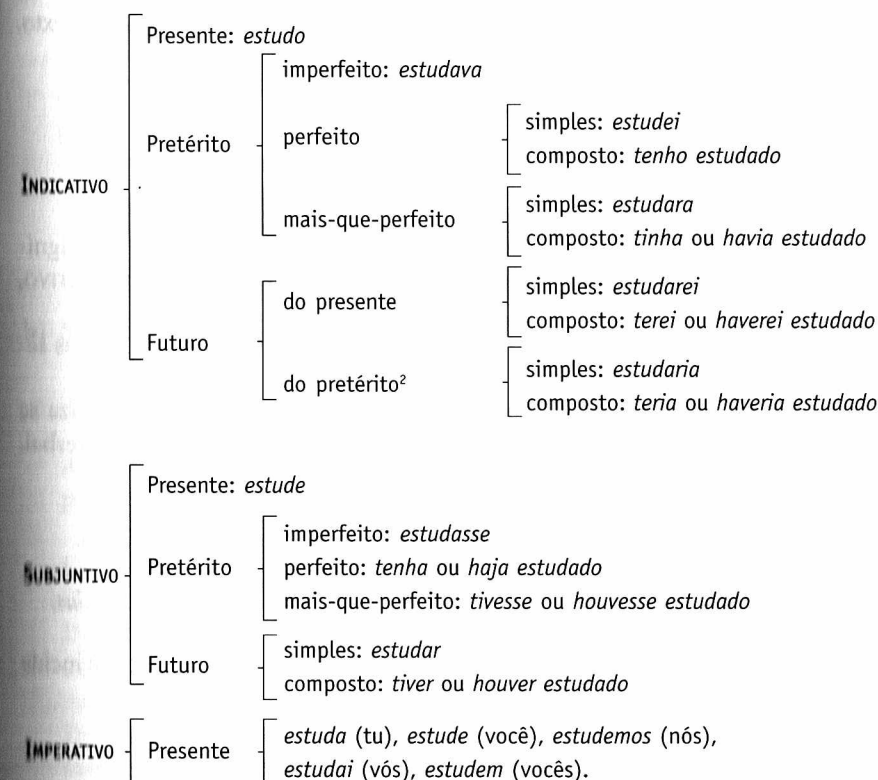 Presente: estudo
imperfeito: estudava
Pretérito
perfeito
simples: estudei
composto: tenho estudado
INDICATIVO
mais-que-perfeito
simples: estudara
composto: tinha ou havia estudado
Futuro
do presente
simples: estudarei
composto: terei ou haverei estudado
do pretérito²
simples: estudaria
composto: teria ou haveria estudado
Presente: estude
SUBJUNTIVO
Pretérito
imperfeito: estudasse
perfeito: tenha ou haja estudado
mais-que-perfeito: tivesse ou houvesse estudado
Futuro
simples: estudar
composto: tiver ou houver estudado
IMPERATIVO
Presente
estuda (tu), estude (você), estudemos (nós),
estudai (vós), estudem (vocês).